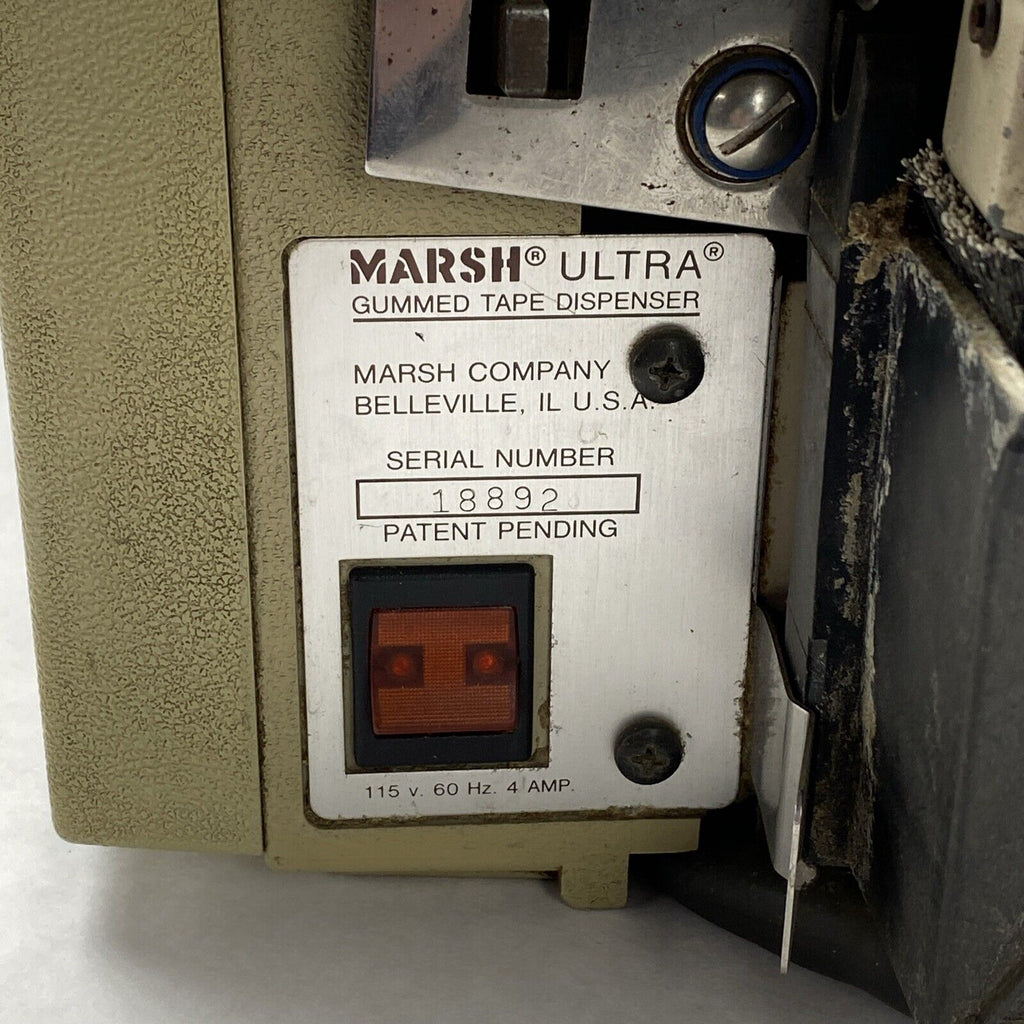 MARSH® ULTRA®
GUMMED TAPE DISPENSER
MARSH COMPANY
BELLEVILLE, IL U.S.A.
SERIAL NUMBER
18892
PATENT PENDING
115 v. 60 Hz. 4 AMP.